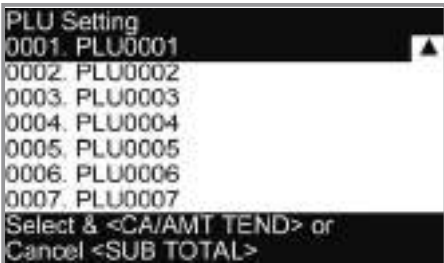 PLU Setting
0001. PLU0001
0002. PLU0002
0003. PLU0003
0004. PLU0004
0005. PLU0005
0006. PLU0006
0007. PLU0007
Select & <CA/AMT TEND> or
Cancel <SUB TOTAL>